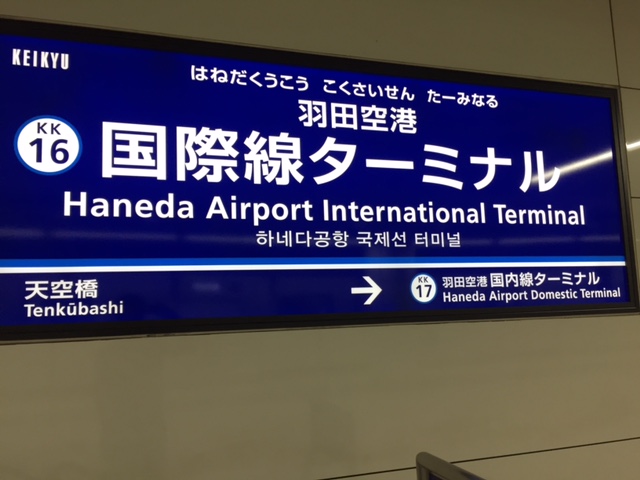 KEIKYU
はねだくうこう こくさいせん たーみなる
羽田空港
KK
16
国際線ターミナル
Haneda Airport International Terminal
하네다공항 국제선 터미널
天空橋
Tenkūbashi
→
KK
17
羽田空港 国内線ターミナル
Haneda Airport Domestic Terminal